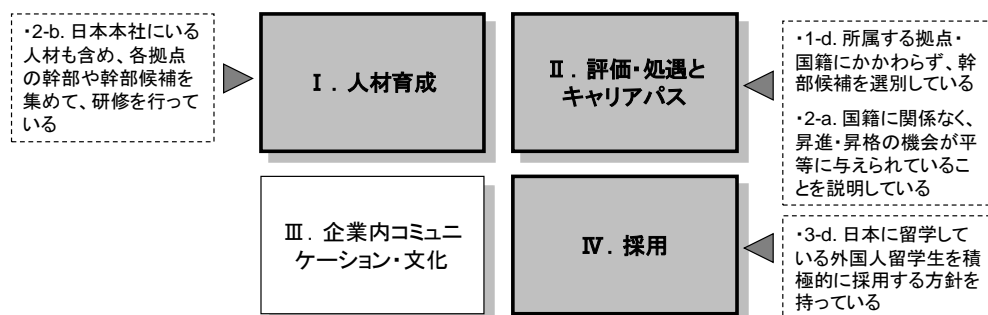 ･2-b. 日本本社にいる
人材も含め、各拠点
の幹部や幹部候補を
集めて、研修を行って
いる
Ⅰ．人材育成
Ⅱ．評価･処遇と
キャリアパス
･1-d. 所属する拠点･
国籍にかかわらず、幹
部候補を選別している
･2-a. 国籍に関係なく、
昇進･昇格の機会が平
等に与えられているこ
とを説明している
Ⅲ．企業内コミュニ
ケーション･文化
Ⅳ．採用
･3-d. 日本に留学して
いる外国人留学生を積
極的に採用する方針を
持っている